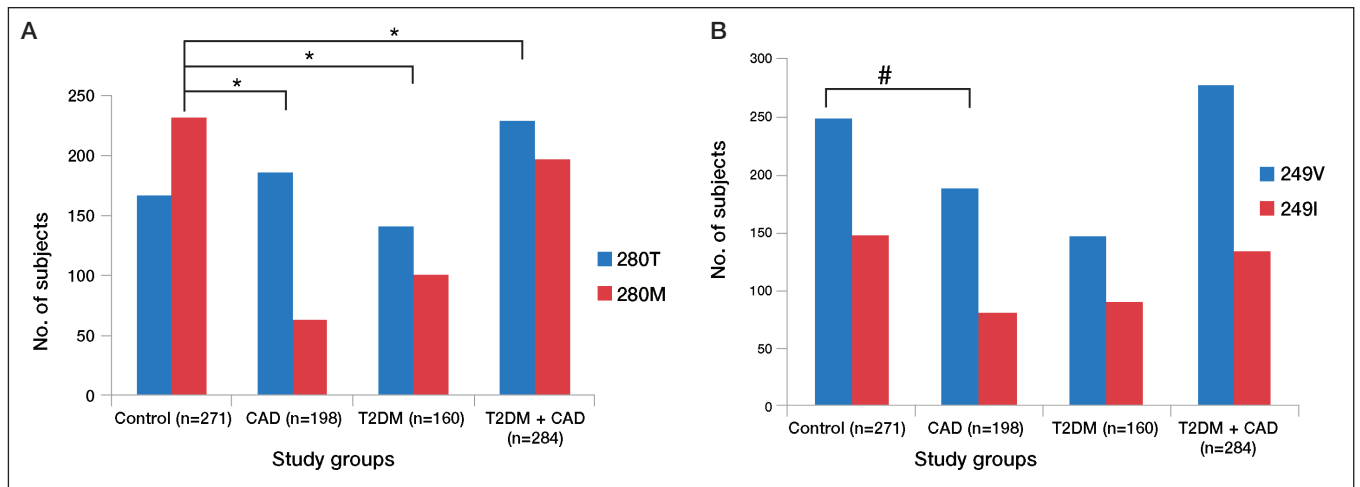 A
*
*
*
250
200
150
100
50
0
No. of subjects
Control (n=271)
CAD (n=198)
T2DM (n=160)
T2DM + CAD
(n=284)
Study groups
280T
280M
B
#
300
250
200
150
100
50
0
No. of subjects
Control (n=271)
CAD (n=198)
T2DM (n=160)
T2DM + CAD
(n=284)
Study groups
249V
249I